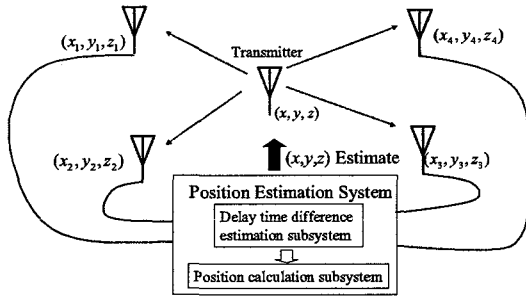 (x₁, y₁, z₁)
Transmitter
(x₄, y₄, z₄)
(x,y,z)
(x₂, y₂, z₂)
(x,y,z) Estimate
(x₃, y₃, z₃)
Position Estimation System
Delay time difference
estimation subsystem
Position calculation subsystem